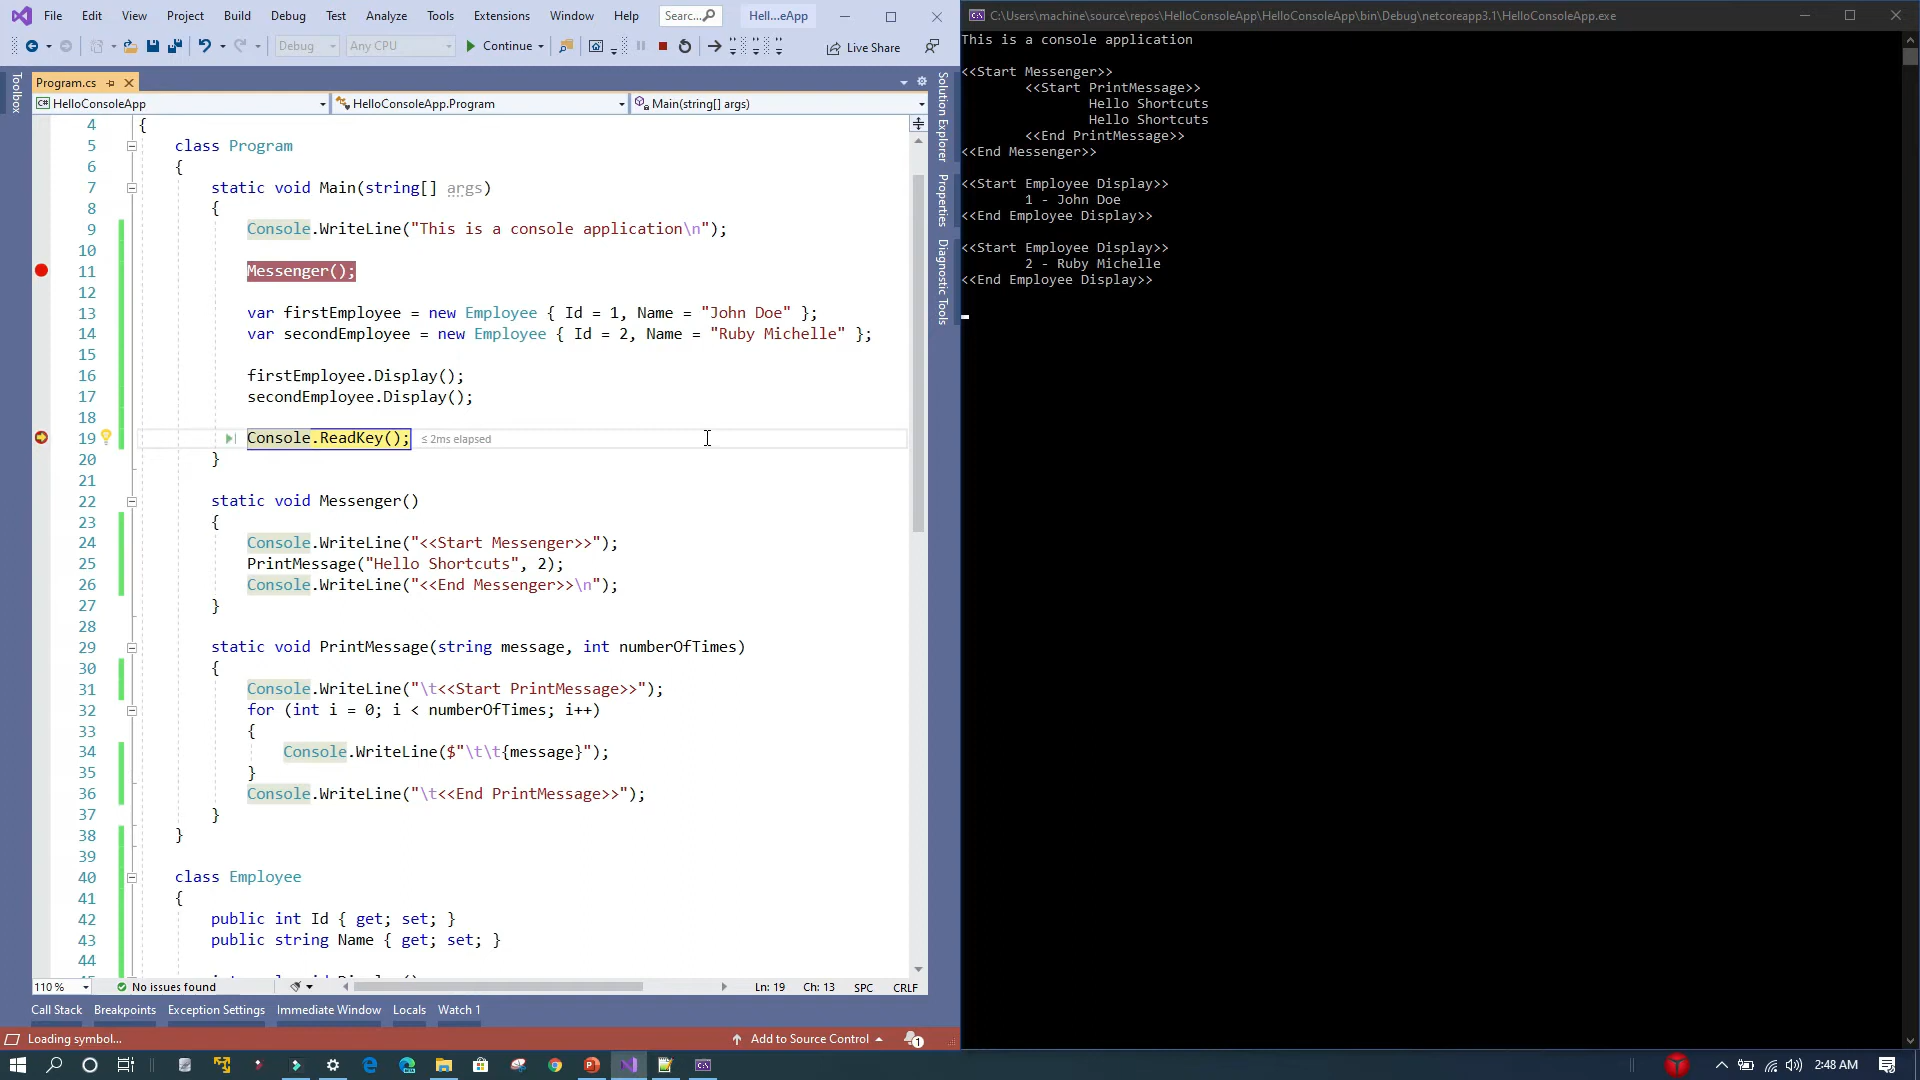 File Edit View Project Build Debug Test Analyze Tools Extensions Window Help Searc... Hell...eApp
Debug Any CPU Continue Live Share
Program.cs
HelloConsoleApp HelloConsoleApp.Program Main(string[] args)
Toolbox
4 {
5 class Program
6 {
7 static void Main(string[] args)
8 {
9 Console.WriteLine("This is a console application\n");
10
11 Messenger();
12
13 var firstEmployee = new Employee { Id = 1, Name = "John Doe" };
14 var secondEmployee = new Employee { Id = 2, Name = "Ruby Michelle" };
15
16 firstEmployee.Display();
17 secondEmployee.Display();
18
19 Console.ReadKey(); ≤ 2ms elapsed
20 }
21
22 static void Messenger()
23 {
24 Console.WriteLine("<<Start Messenger>>");
25 PrintMessage("Hello Shortcuts", 2);
26 Console.WriteLine("<<End Messenger>>\n");
27 }
28
29 static void PrintMessage(string message, int numberOfTimes)
30 {
31 Console.WriteLine("\t<<Start PrintMessage>>");
32 for (int i = 0; i < numberOfTimes; i++)
33 {
34 Console.WriteLine($"\t\t{message}");
35 }
36 Console.WriteLine("\t<<End PrintMessage>>");
37 }
38 }
39
40 class Employee
41 {
42 public int Id { get; set; }
43 public string Name { get; set; }
44
Solution Explorer
Properties
Diagnostic Tools
110 % No issues found Ln: 19 Ch: 13 SPC CRLF
Call Stack Breakpoints Exception Settings Immediate Window Locals Watch 1
Loading symbol... Add to Source Control 1
C:\Users\machine\source\repos\HelloConsoleApp\HelloConsoleApp\bin\Debug\netcoreapp3.1\HelloConsoleApp.exe
This is a console application
<<Start Messenger>>
<<Start PrintMessage>>
Hello Shortcuts
Hello Shortcuts
<<End PrintMessage>>
<<End Messenger>>
<<Start Employee Display>>
1 - John Doe
<<End Employee Display>>
<<Start Employee Display>>
2 - Ruby Michelle
<<End Employee Display>>
2:48 AM